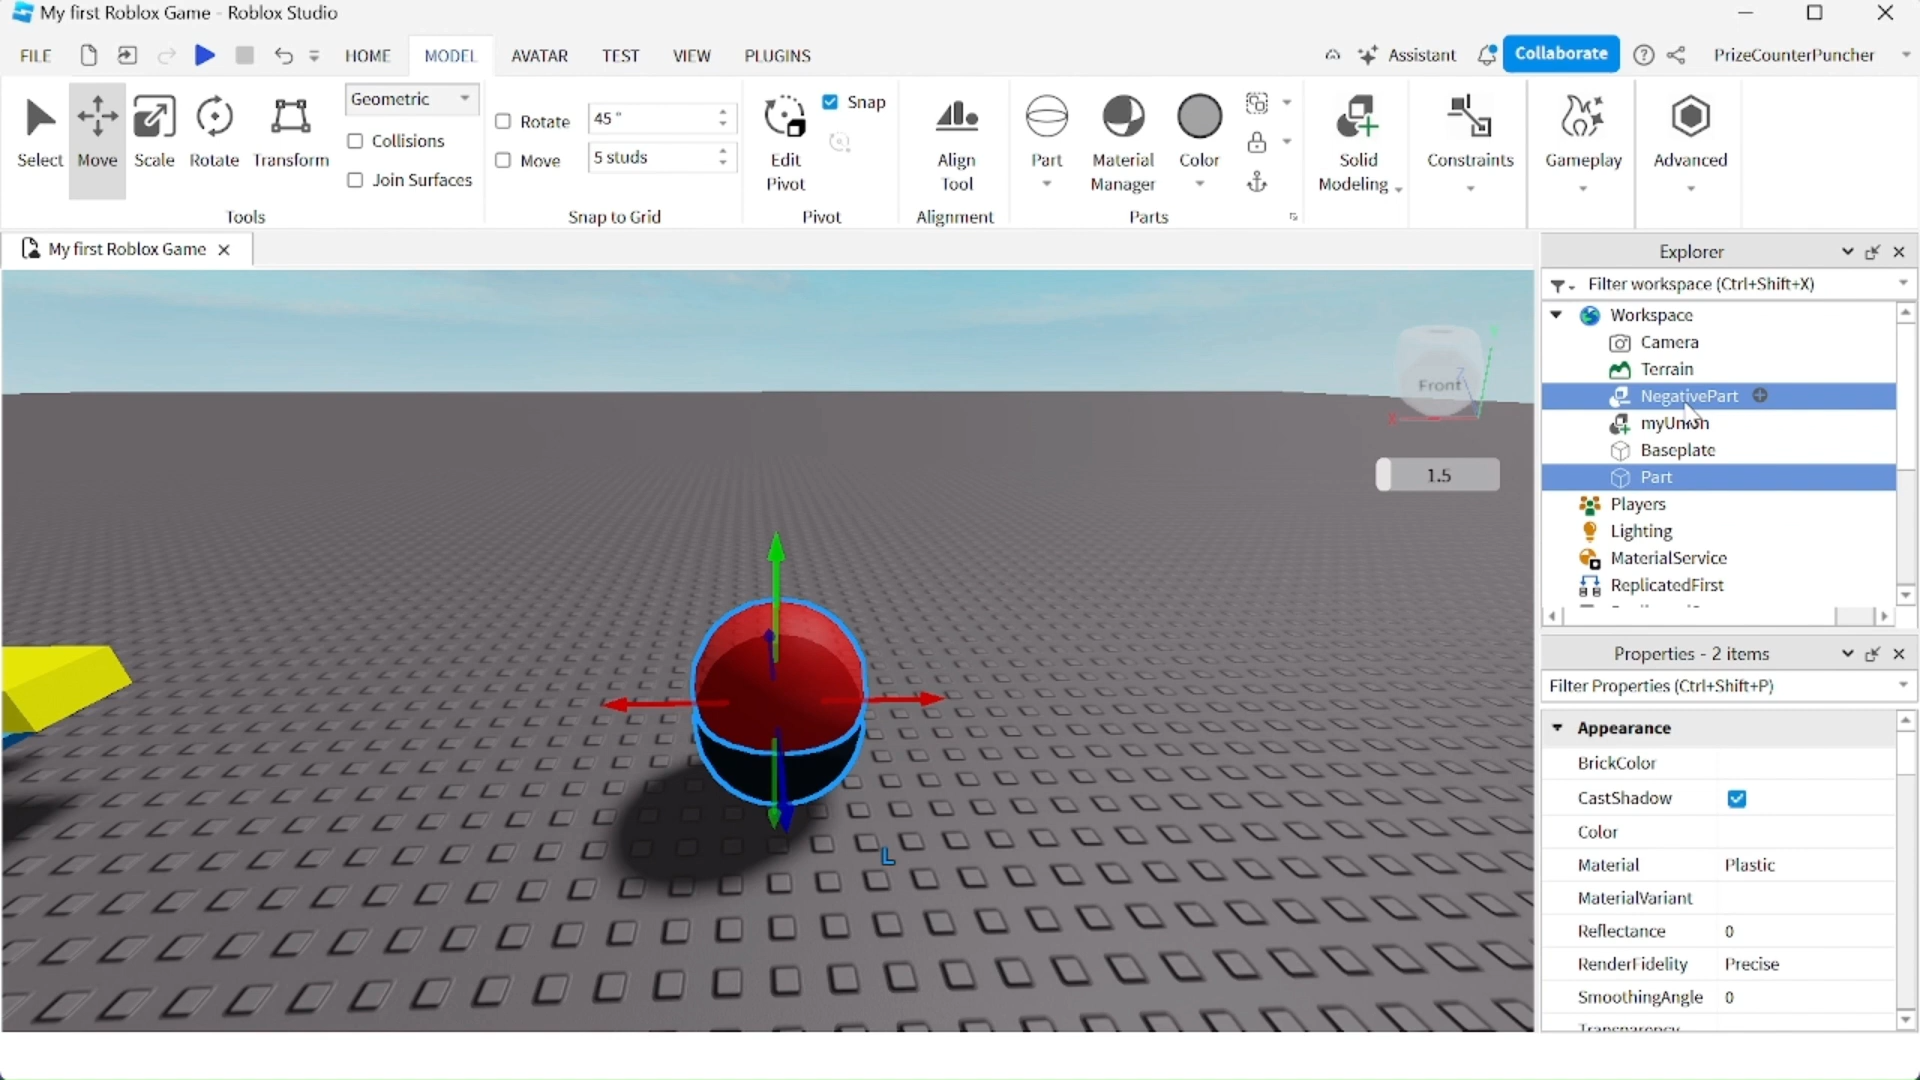 My first Roblox Game - Roblox Studio
FILE HOME MODEL AVATAR TEST VIEW PLUGINS Assistant Collaborate PrizeCounterPuncher
Select Move Scale Rotate Transform
Geometric
Collisions
Join Surfaces
Tools
Rotate 45 °
Move 5 studs
Snap to Grid
Edit Pivot
Snap
Pivot
Align Tool
Alignment
Part
Material Manager
Color
Parts
Solid Modeling
Constraints
Gameplay
Advanced
My first Roblox Game
Front
X
Z
1.5
L
Explorer
Filter workspace (Ctrl+Shift+X)
Workspace
Camera
Terrain
NegativePart
myUnion
Baseplate
Part
Players
Lighting
MaterialService
ReplicatedFirst
Properties - 2 items
Filter Properties (Ctrl+Shift+P)
Appearance
BrickColor
CastShadow
Color
Material Plastic
MaterialVariant
Reflectance 0
RenderFidelity Precise
SmoothingAngle 0
Transparency